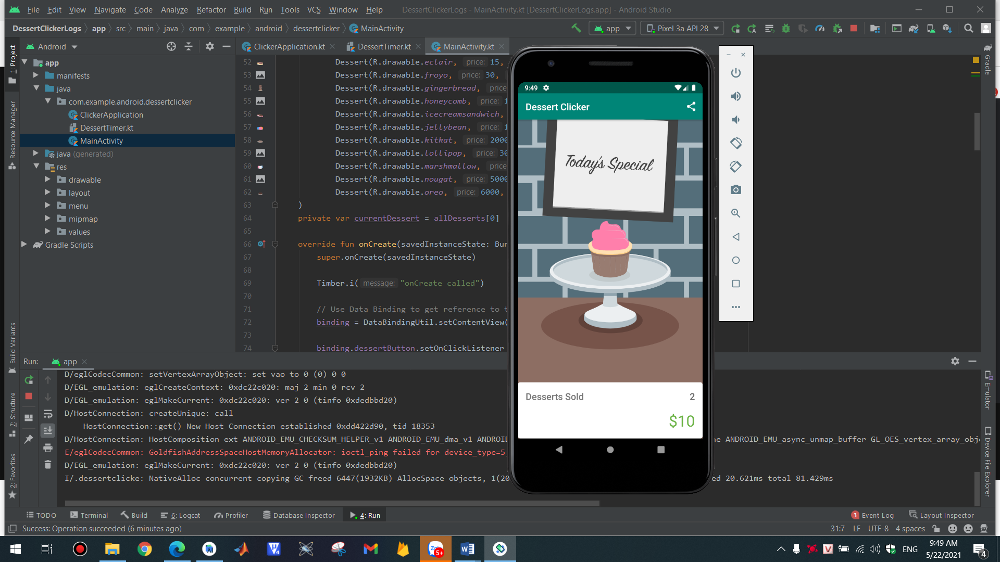 File Edit View Navigate Code Analyze Refactor Build Run Tools VCS Window Help DessertClickerLogs - MainActivity.kt [DessertClickerLogs.app] - Android Studio
DessertClickerLogs app src main java com example android dessertclicker MainActivity app Pixel 3a API 28
Android ClickerApplication.kt DessertTimer.kt MainActivity.kt
1: Project
Resource Manager
Build Variants
7: Structure
2: Favorites
app
manifests
java
com.example.android.dessertclicker
ClickerApplication
DessertTimer.kt
MainActivity
java (generated)
res
drawable
layout
menu
mipmap
values
Gradle Scripts
52 Dessert(R.drawable.eclair, price: 15,
53 Dessert(R.drawable.froyo, price: 30,
54 Dessert(R.drawable.gingerbread, price
55 Dessert(R.drawable.honeycomb, price: 1
56 Dessert(R.drawable.icecreamsandwich,
57 Dessert(R.drawable.jellybean, price: 1
58 Dessert(R.drawable.kitkat, price: 2000
59 Dessert(R.drawable.lollipop, price: 30
60 Dessert(R.drawable.marshmallow, price
61 Dessert(R.drawable.nougat, price: 5000
62 Dessert(R.drawable.oreo, price: 6000,
63 )
64 private var currentDessert = allDesserts[0]
65
66 override fun onCreate(savedInstanceState: Bun
67 super.onCreate(savedInstanceState)
68
69 Timber.i( message: "onCreate called")
70
71 // Use Data Binding to get reference to t
72 binding = DataBindingUtil.setContentView(
73
74 binding.dessertButton.setOnClickListener
9:49
Dessert Clicker
Today's Special
Desserts Sold 2
$10
Gradle
Emulator
Device File Explorer
Run: app
D/eglCodecCommon: setVertexArrayObject: set vao to 0 (0) 0 0
D/EGL_emulation: eglCreateContext: 0xdc22c020: maj 2 min 0 rcv 2
D/EGL_emulation: eglMakeCurrent: 0xdc22c020: ver 2 0 (tinfo 0xdedbbd20)
D/HostConnection: createUnique: call
HostConnection::get() New Host Connection established 0xdd422d90, tid 18353
D/HostConnection: HostComposition ext ANDROID_EMU_CHECKSUM_HELPER_v1 ANDROID_EMU_dma_v1 ANDROI ne ANDROID_EMU_async_unmap_buffer GL_OES_vertex_array_obje
E/eglCodecCommon: GoldfishAddressSpaceHostMemoryAllocator: ioctl_ping failed for device_type=5,
D/EGL_emulation: eglMakeCurrent: 0xdc22c020: ver 2 0 (tinfo 0xdedbbd20)
I/.dessertclicke: NativeAlloc concurrent copying GC freed 6447(1932KB) AllocSpace objects, 1(20 ed 20.621ms total 81.429ms
TODO Terminal Build 6: Logcat Profiler Database Inspector 4: Run 3 Event Log Layout Inspector
Success: Operation succeeded (6 minutes ago) 31:7 LF UTF-8 4 spaces
5+ ENG 9:49 AM
5/22/2021 4